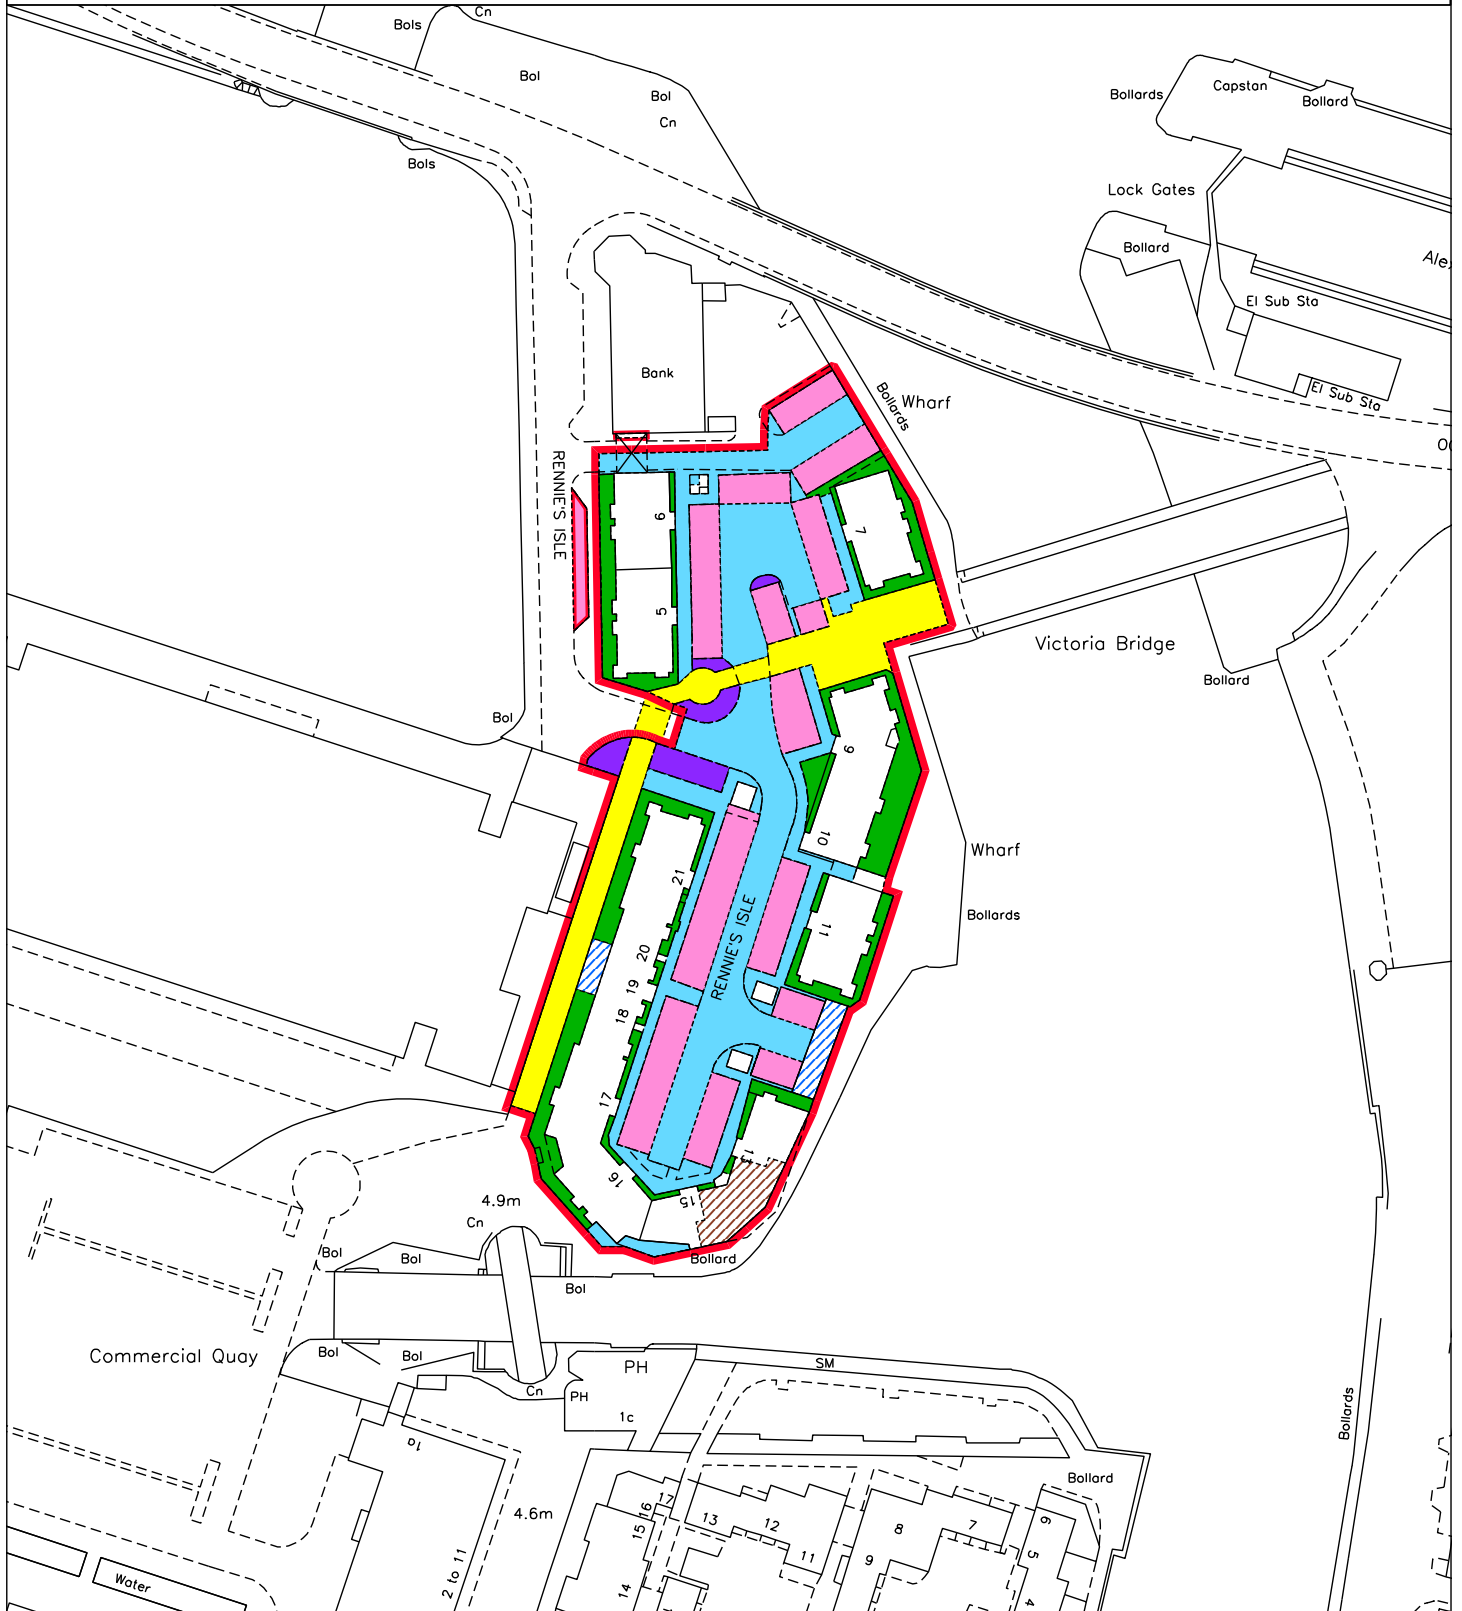 Cn
Bols
Bol
Bol
Cn
Bols
Bollards
Capstan
Bollard
Lock Gates
Bollard
El Sub Sta
El Sub Sta
Bank
Bollards
Wharf
RENNIE'S ISLE
6
7
5
Victoria Bridge
Bollard
Bol
9
10
Wharf
21
Bollards
11
RENNIE'S ISLE
20
19
18
17
13
16
15
4.9m
Cn
Bol
Bol
Bollard
Bol
Commercial Quay
Bol
Bol
Cn
PH
PH
SM
1c
1a
Bollards
Bollard
4.6m
17
16
15
13
12
11
14
8
7
9
6
5
4
2 to 11
Water